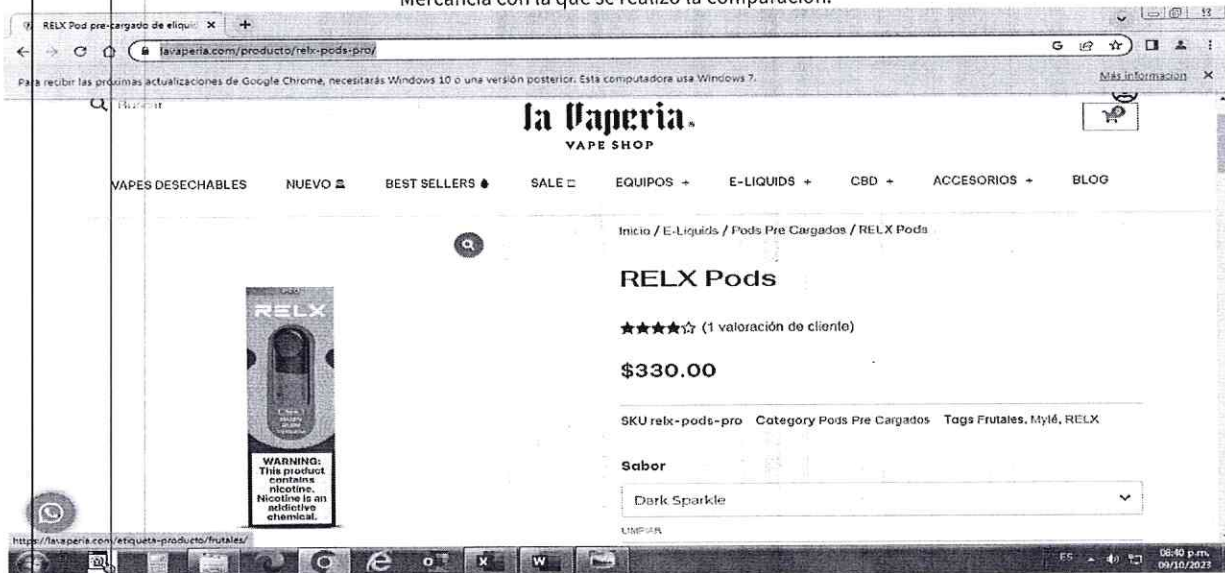 Mercancía con la que se realizó la comparación.
RELX Pod pre-cargado de eliqui
lavaperia.com/producto/relx-pods-pro/
Para recibir las próximas actualizaciones de Google Chrome, necesitarás Windows 10 o una versión posterior. Esta computadora usa Windows 7.
Más información
Buscar
la Vaperia.
VAPE SHOP
VAPES DESECHABLES NUEVO BEST SELLERS SALE EQUIPOS + E-LIQUIDS + CBD + ACCESORIOS + BLOG
Inicio / E-Liquids / Pods Pre Cargados / RELX Pods
RELX Pods
(1 valoración de cliente)
$330.00
SKU relx-pods-pro Category Pods Pre Cargados Tags Frutales, Mylé, RELX
Sabor
Dark Sparkle
LIMPIAR
RELX
WARNING:
This product
contains
nicotine.
Nicotine is an
addictive
chemical.
https://lavaperia.com/etiqueta-producto/frutales/
ES
08:40 p.m.
09/10/2023